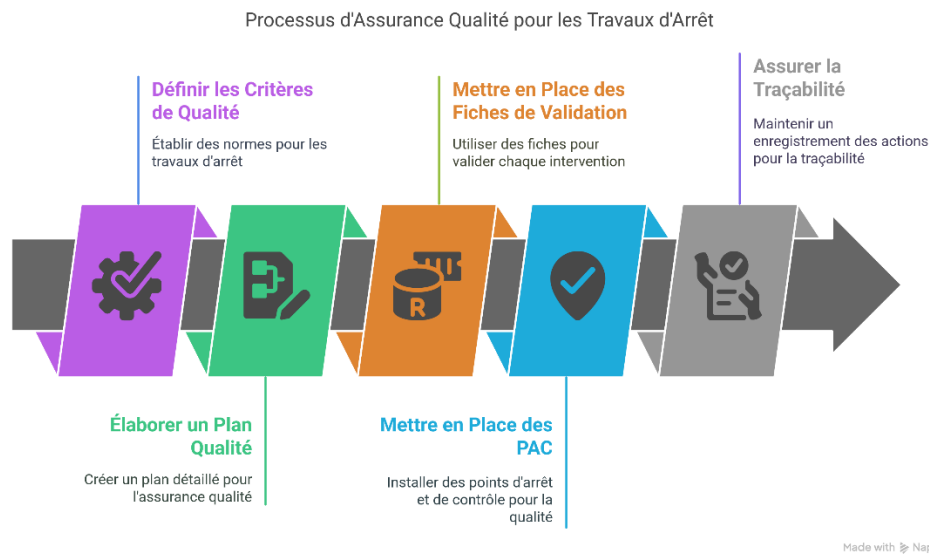 Processus d'Assurance Qualité pour les Travaux d'Arrêt
Définir les Critères
de Qualité
Établir des normes pour les
travaux d'arrêt
Mettre en Place des
Fiches de Validation
Utiliser des fiches pour
valider chaque intervention
Assurer la
Traçabilité
Maintenir un
enregistrement des actions
pour la traçabilité
R
Élaborer un Plan
Qualité
Créer un plan détaillé pour
l'assurance qualité
Mettre en Place des
PAC
Installer des points d'arrêt
et de contrôle pour la
qualité
Made with Nap